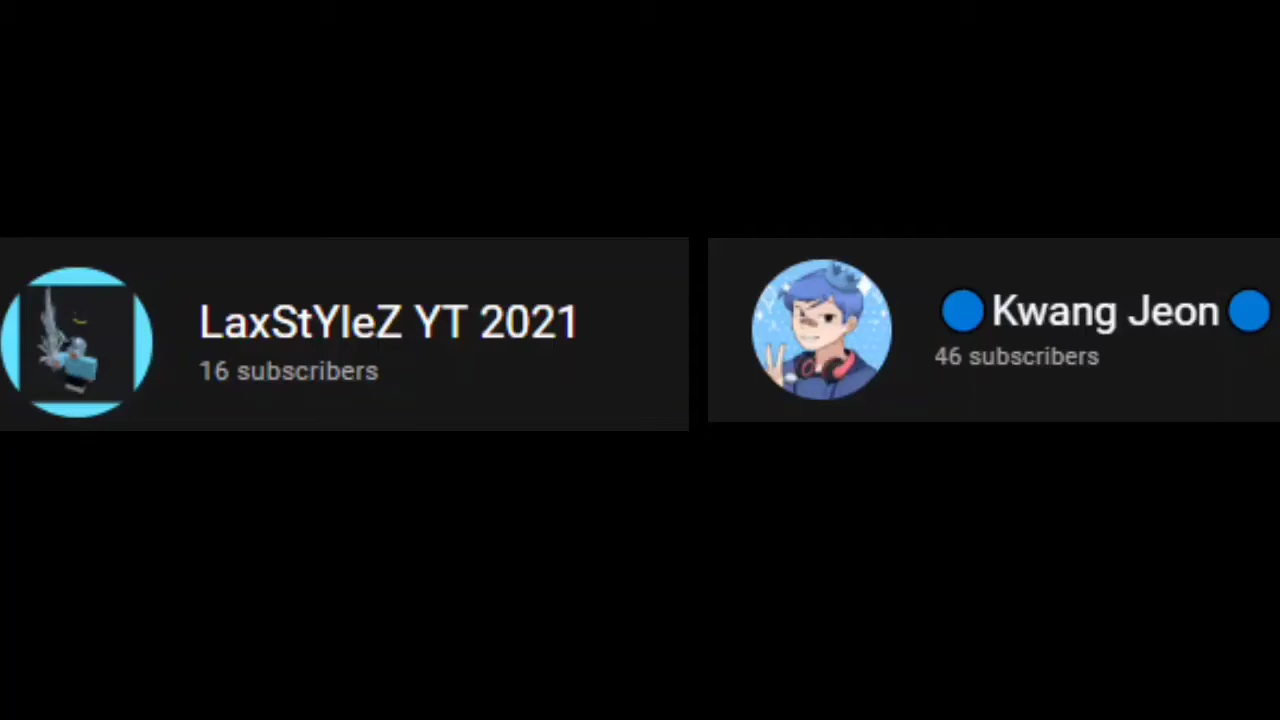 LaxStYleZ YT 2021
16 subscribers
🔵Kwang Jeon🔵
46 subscribers